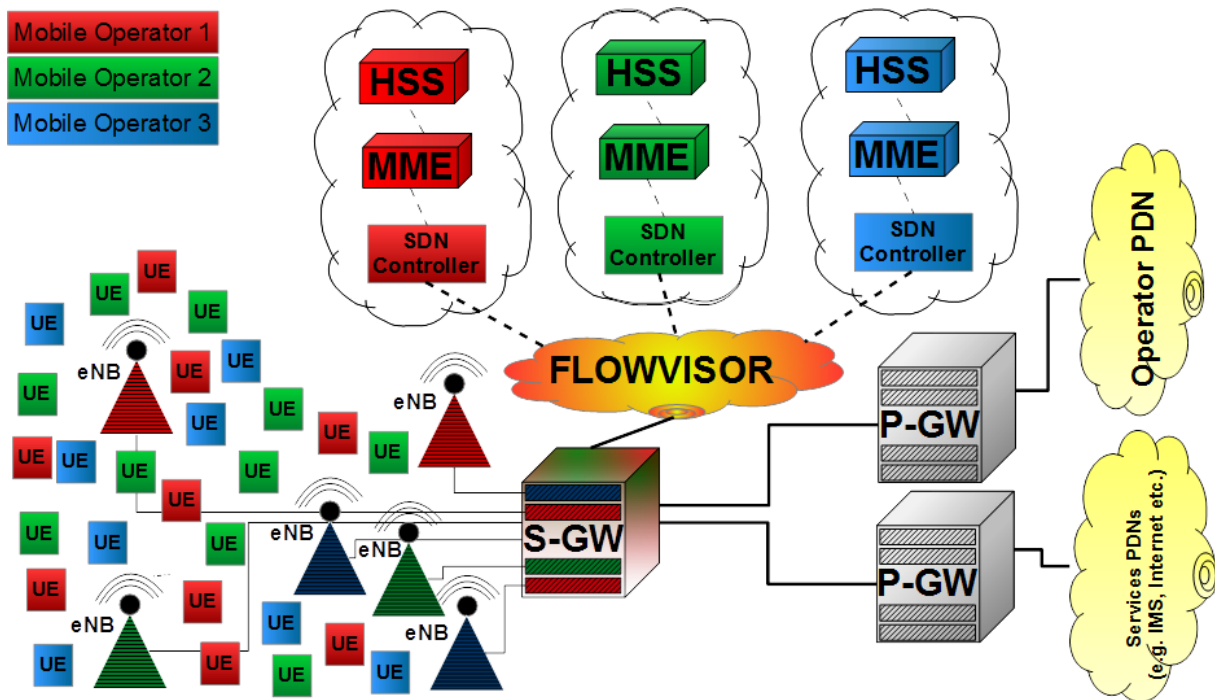 Mobile Operator 1
Mobile Operator 2
Mobile Operator 3
HSS
MME
SDN
Controller
HSS
MME
SDN
Controller
HSS
MME
SDN
Controller
FLOWVISOR
UE
UE
UE
UE
UE
UE
eNB
UE
eNB
UE
UE
UE
UE
UE
UE
UE
UE
UE
UE
eNB
eNB
UE
UE
UE
UE
UE
eNB
eNB
UE
UE
UE
UE
UE
UE
S-GW
P-GW
P-GW
Operator PDN
Services PDNs
(e.g. IMS, Internet etc.)